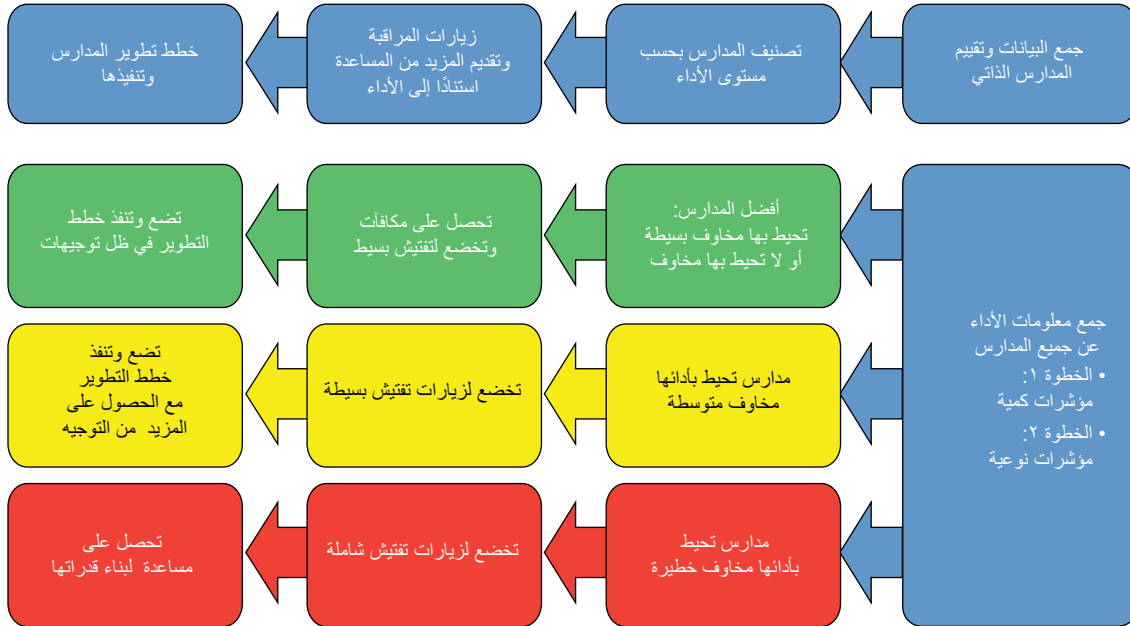 جمع البيانات وتقييم
المدارس الذاتي
تصنيف المدارس بحسب
مستوى الأداء
زيارات المراقبة
وتقديم المزيد من المساعدة
استنادًا إلى الأداء
خطط تطوير المدارس
وتنفيذها
جمع معلومات الأداء
عن جميع المدارس
• الخطوة ١:
مؤشرات كمية
• الخطوة ٢:
مؤشرات نوعية
أفضل المدارس:
تحيط بها مخاوف بسيطة
أو لا تحيط بها مخاوف
تحصل على مكافآت
وتخضع لتفتيش بسيط
تضع وتنفذ خطط
التطوير في ظل توجيهات
مدارس تحيط بأدائها
مخاوف متوسطة
تخضع لزيارات تفتيش بسيطة
تضع وتنفذ
خطط التطوير
مع الحصول على
المزيد من التوجيه
مدارس تحيط
بأدائها مخاوف خطيرة
تخضع لزيارات تفتيش شاملة
تحصل على
مساعدة لبناء قدراتها